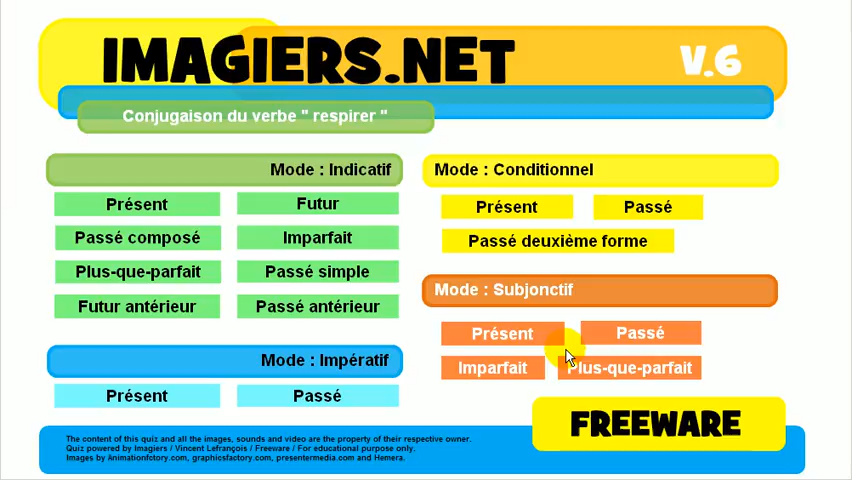 IMAGIERS.NET
V.6
Conjugaison du verbe " respirer "
Mode : Indicatif
Présent
Futur
Passé composé
Imparfait
Plus-que-parfait
Passé simple
Futur antérieur
Passé antérieur
Mode : Impératif
Présent
Passé
Mode : Conditionnel
Présent
Passé
Passé deuxième forme
Mode : Subjonctif
Présent
Passé
Imparfait
Plus-que-parfait
FREEWARE
The content of this quiz and all the images, sounds and video are the property of their respective owner.
Quiz powered by Imagiers / Vincent Lefrançois / Freeware / For educational purpose only.
Images by Animationfctory.com, graphicsfactory.com, presentermedia.com and Hemera.